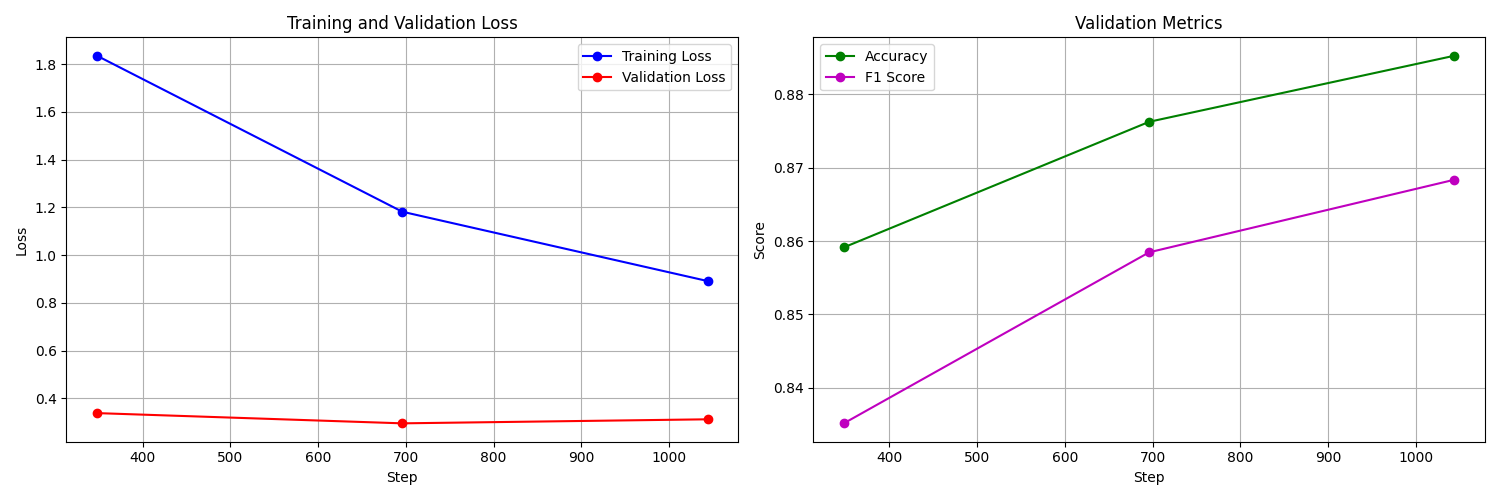 Training and Validation Loss
Training Loss
Validation Loss
1.8
1.6
1.4
1.2
1.0
0.8
0.6
0.4
Loss
400 500 600 700 800 900 1000
Step
Validation Metrics
Accuracy
F1 Score
0.88
0.87
0.86
0.85
0.84
Score
400 500 600 700 800 900 1000
Step